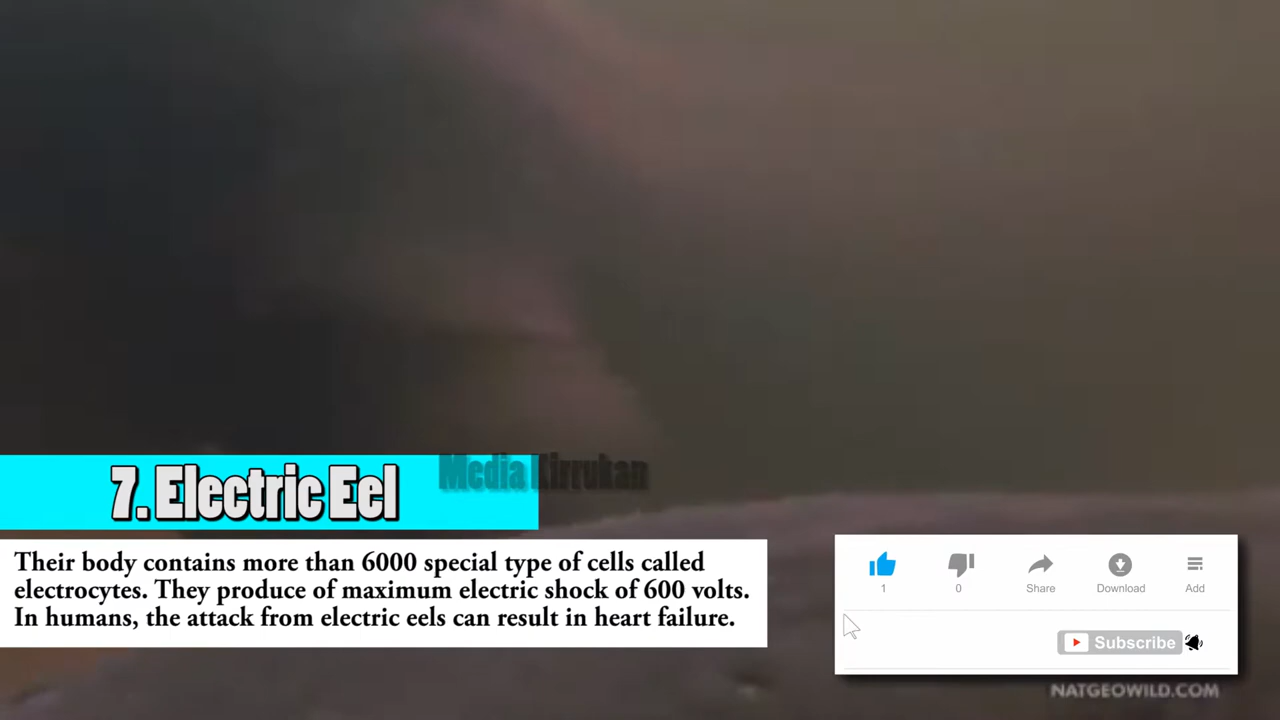 7. Electric Eel
Media Kirrukan
Their body contains more than 6000 special type of cells called
electrocytes. They produce of maximum electric shock of 600 volts.
In humans, the attack from electric eels can result in heart failure.
1
0
Share
Download
Add
Subscribe
NATGEOWILD.COM